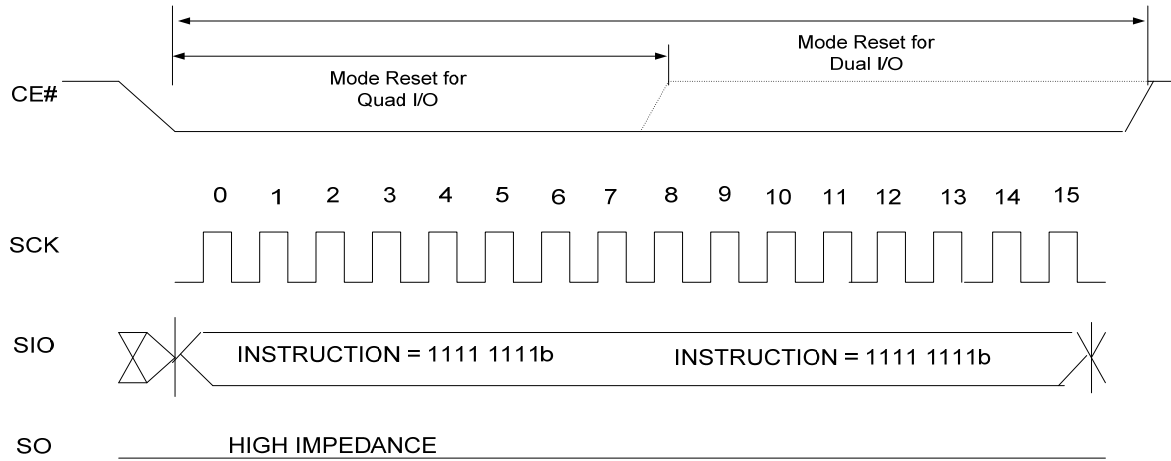 Mode Reset for
Dual I/O
Mode Reset for
Quad I/O
CE#
0 1 2 3 4 5 6 7 8 9 10 11 12 13 14 15
SCK
SIO
INSTRUCTION = 1111 1111b INSTRUCTION = 1111 1111b
SO
HIGH IMPEDANCE